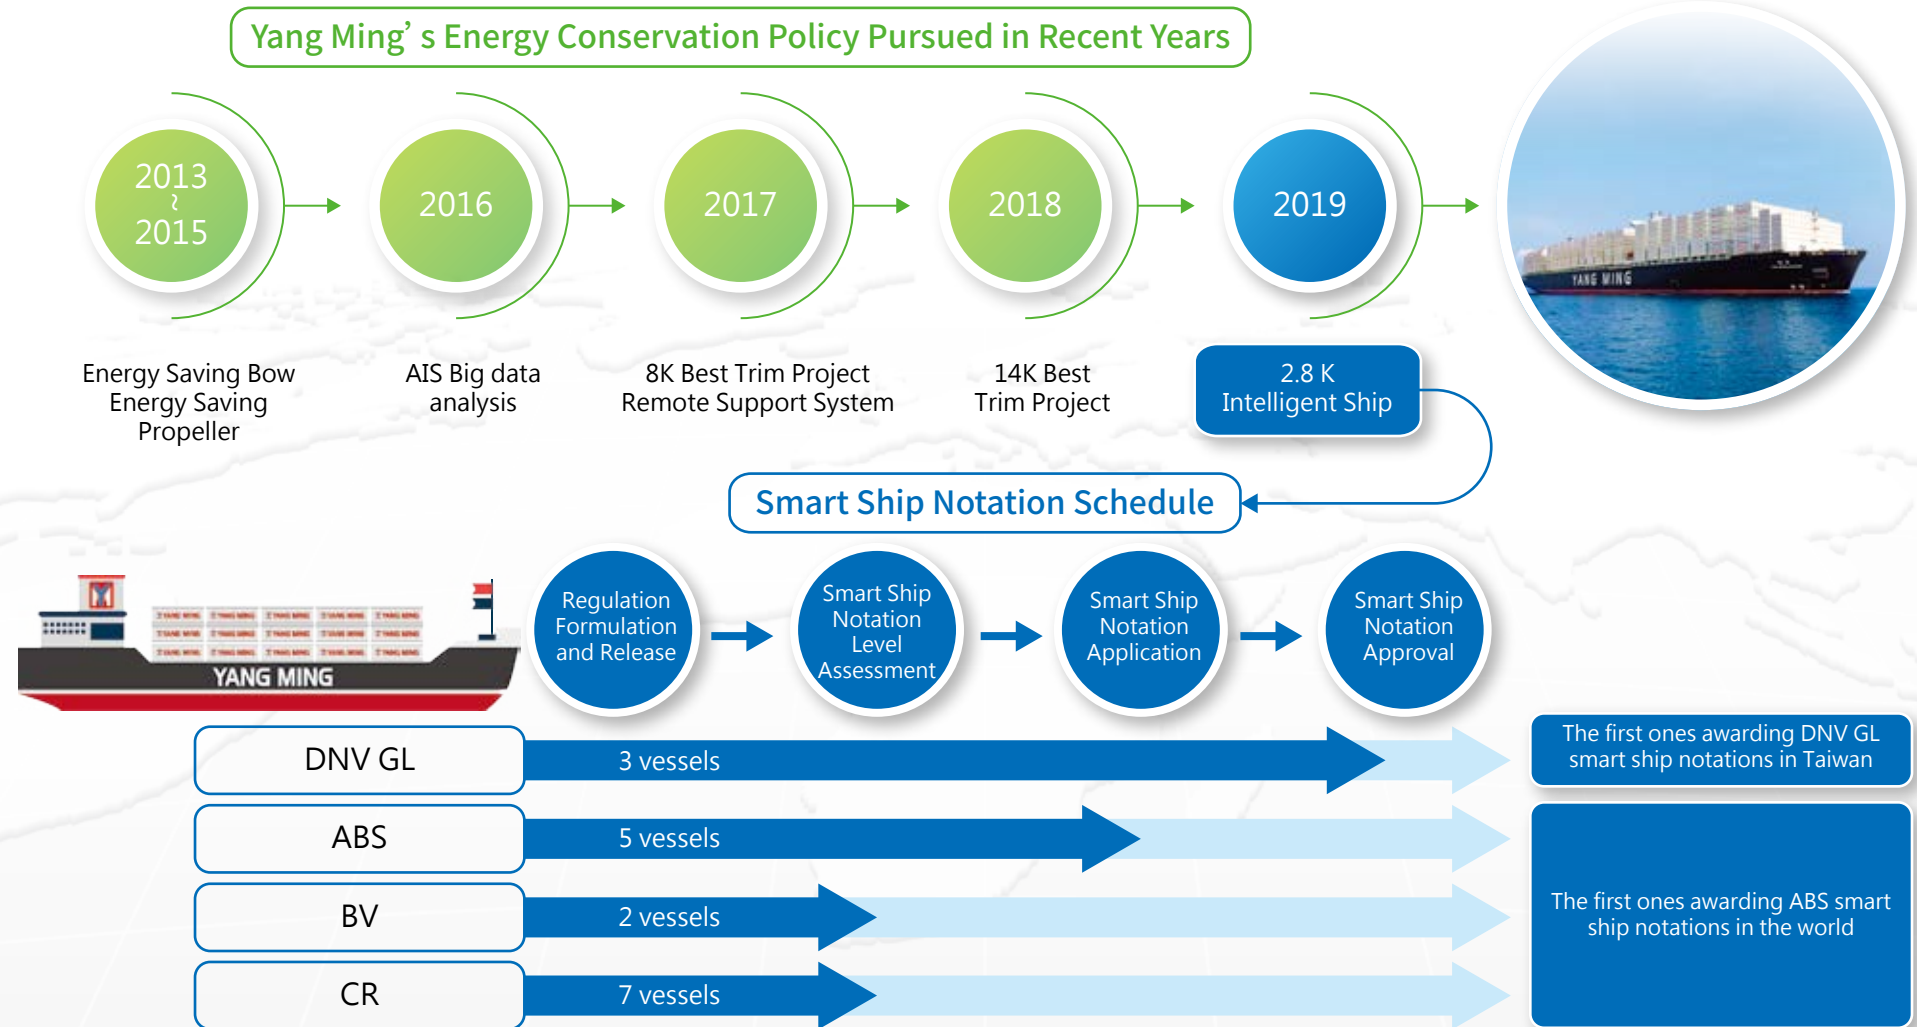 Yang Ming’s Energy Conservation Policy Pursued in Recent Years
2013
~
2015
2016
2017
2018
2019
YANG MING
Energy Saving Bow
Energy Saving
Propeller
AIS Big data
analysis
8K Best Trim Project
Remote Support System
14K Best
Trim Project
2.8 K
Intelligent Ship
Smart Ship Notation Schedule
YANG MING
Regulation
Formulation
and Release
Smart Ship
Notation
Level
Assessment
Smart Ship
Notation
Application
Smart Ship
Notation
Approval
DNV GL
3 vessels
The first ones awarding DNV GL
smart ship notations in Taiwan
ABS
5 vessels
BV
2 vessels
CR
7 vessels
The first ones awarding ABS smart
ship notations in the world